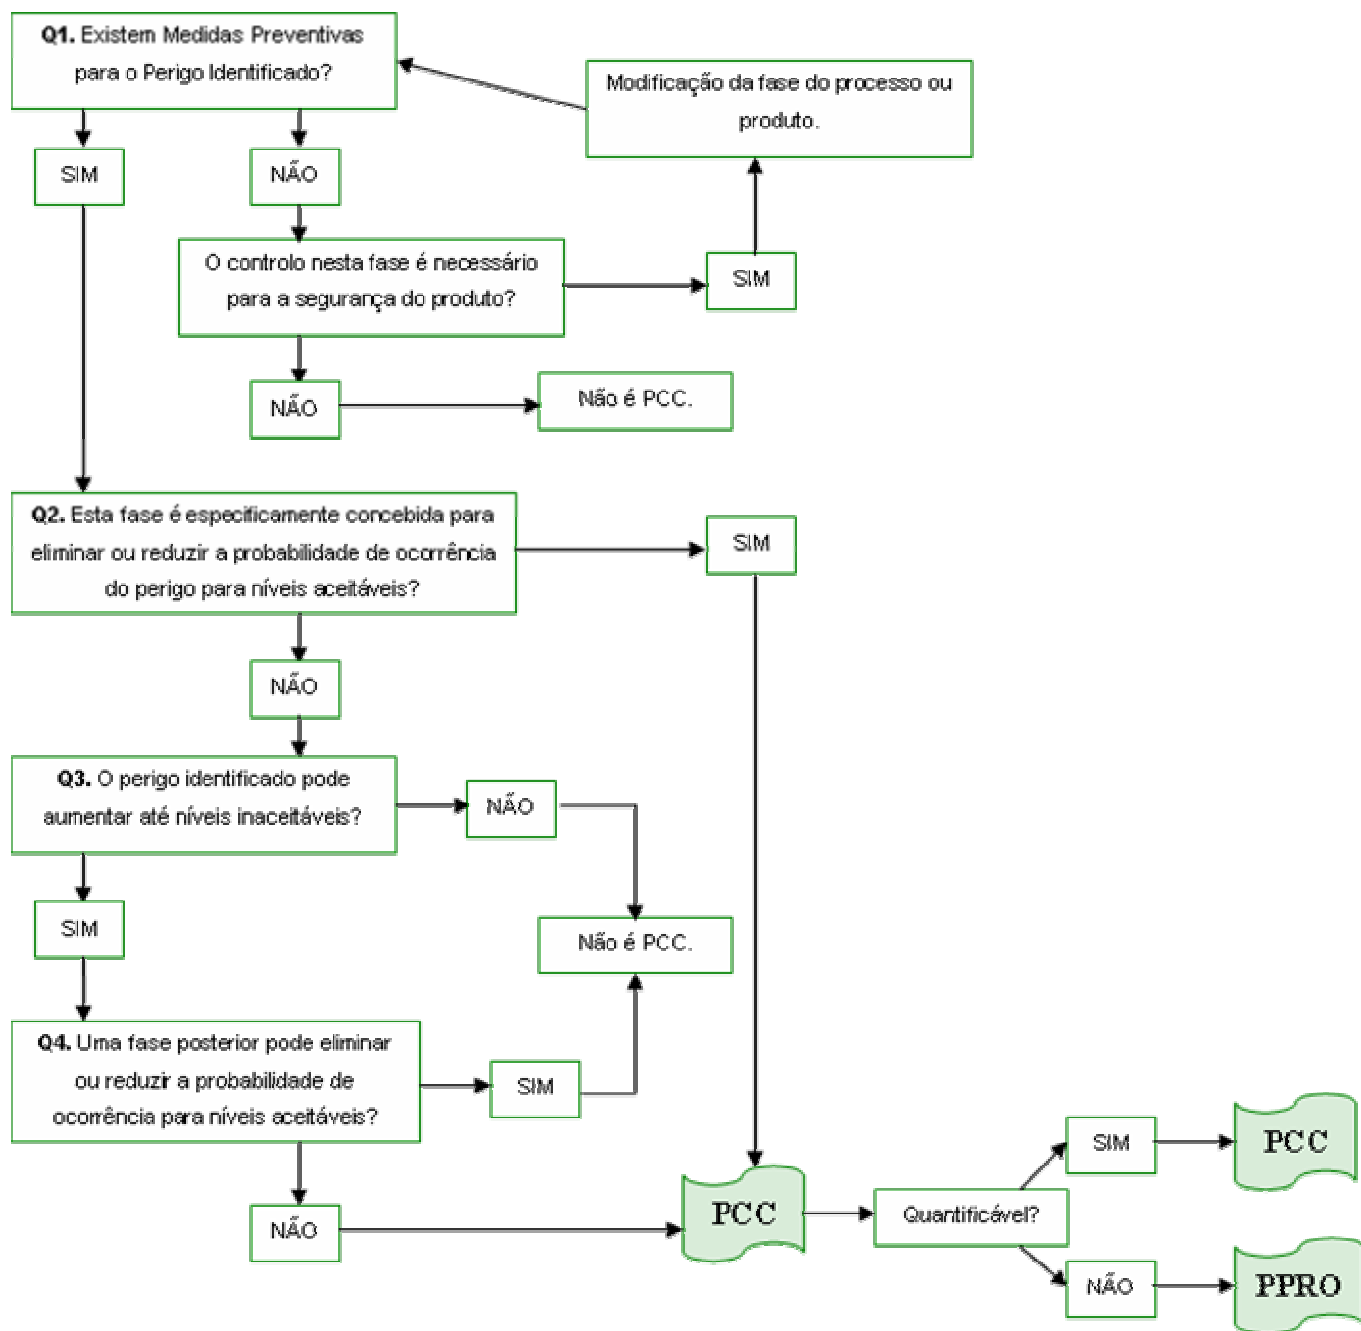 Q1. Existem Medidas Preventivas
para o Perigo Identificado?
Modificação da fase do processo ou
produto.
SIM
NÃO
O controlo nesta fase é necessário
para a segurança do produto?
SIM
NÃO
Não é PCC.
Q2. Esta fase é especificamente concebida para
eliminar ou reduzir a probabilidade de ocorrência
do perigo para níveis aceitáveis?
SIM
NÃO
Q3. O perigo identificado pode
aumentar até níveis inaceitáveis?
NÃO
SIM
Não é PCC.
Q4. Uma fase posterior pode eliminar
ou reduzir a probabilidade de
ocorrência para níveis aceitáveis?
SIM
NÃO
PCC
Quantificável?
SIM
PCC
NÃO
PPRO